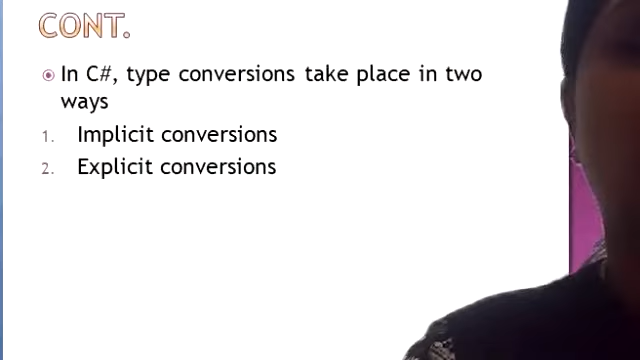 CONT.
In C#, type conversions take place in two
ways
1. Implicit conversions
2. Explicit conversions